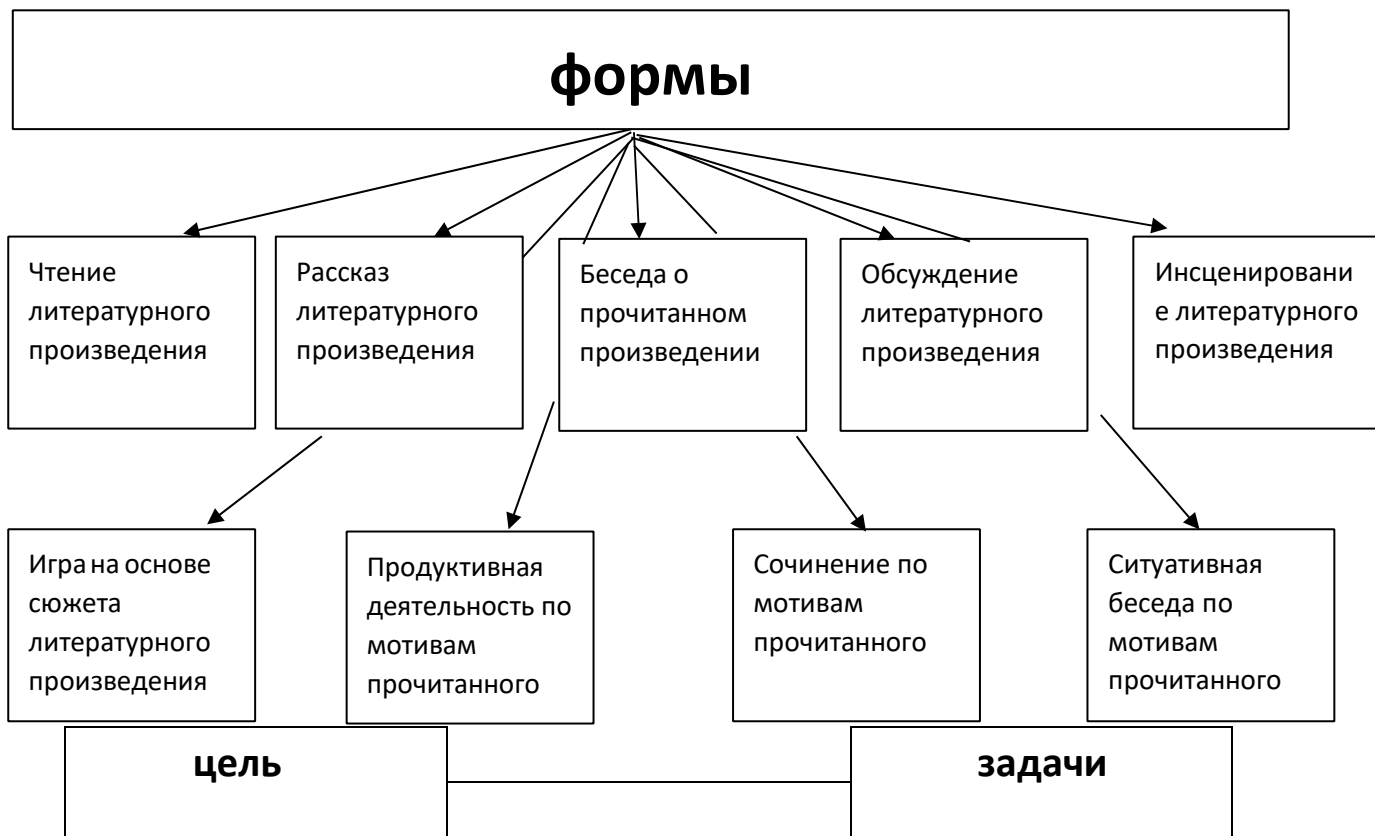 формы
Чтение
литературного
произведения
Рассказ
литературного
произведения
Беседа о
прочитанном
произведении
Обсуждение
литературного
произведения
Инсценировани
е литературного
произведения
Игра на основе
сюжета
литературного
произведения
Продуктивная
деятельность по
мотивам
прочитанного
Сочинение по
мотивам
прочитанного
Ситуативная
беседа по
мотивам
прочитанного
цель
задачи